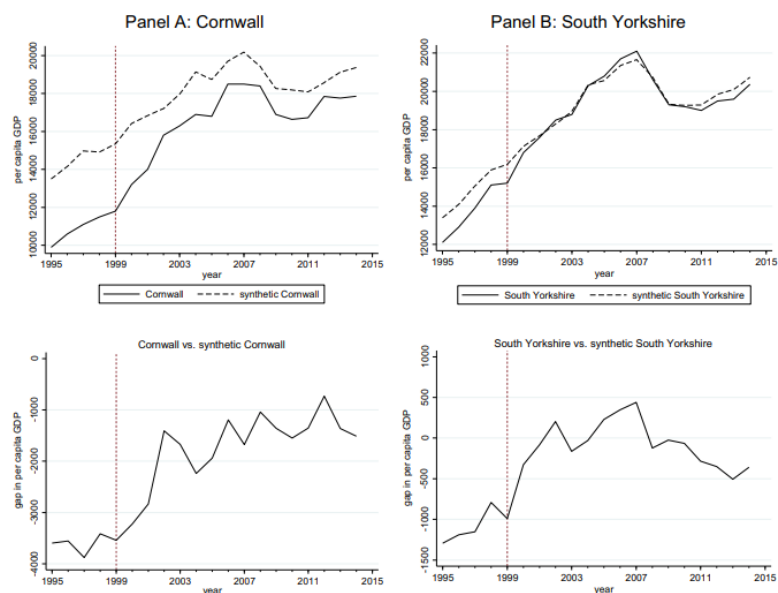 Panel A: Cornwall
per capita GDP
20000
18000
16000
14000
12000
10000
1995 1999 2003 2007 2011 2015
year
Cornwall synthetic Cornwall
Panel B: South Yorkshire
per capita GDP
22000
20000
18000
16000
14000
12000
1995 1999 2003 2007 2011 2015
year
South Yorkshire synthetic South Yorkshire
Cornwall vs. synthetic Cornwall
gap in per capita GDP
0
-1000
-2000
-3000
-4000
1995 1999 2003 2007 2011 2015
year
South Yorkshire vs. synthetic South Yorkshire
gap in per capita GDP
1000
500
0
-500
-1000
-1500
1995 1999 2003 2007 2011 2015
year